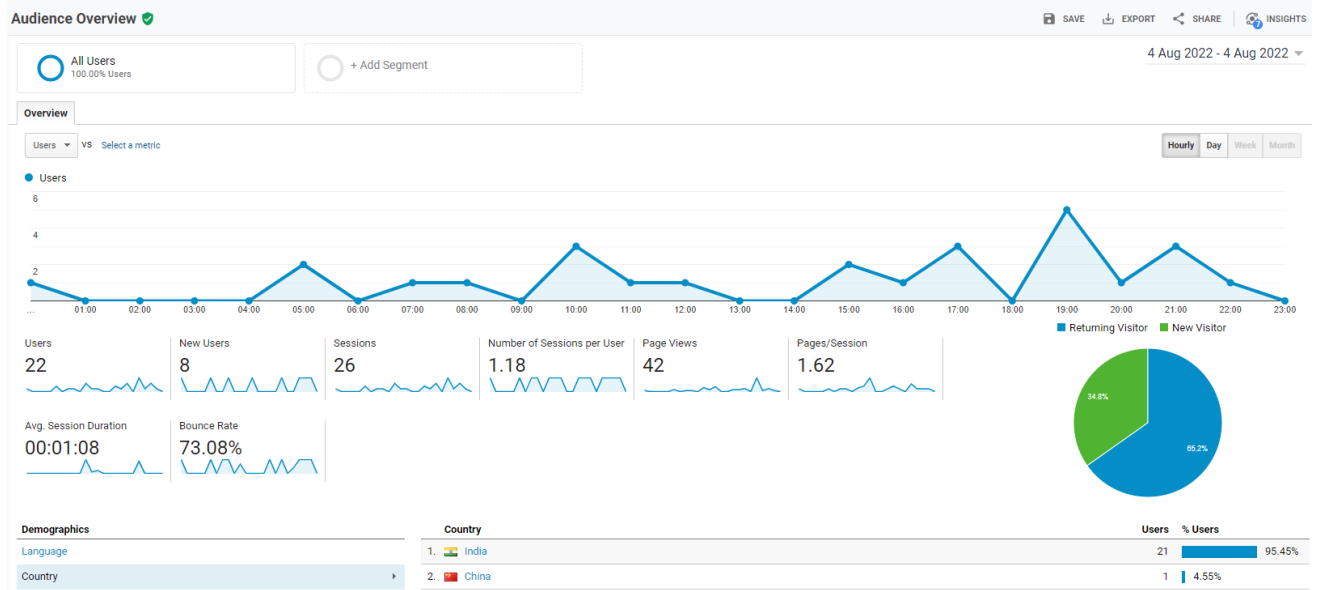 Audience Overview
SAVE EXPORT SHARE 7 INSIGHTS
All Users
100.00% Users
+ Add Segment
4 Aug 2022 - 4 Aug 2022
Overview
Users VS Select a metric
Hourly Day Week Month
Users
6
4
2
... 01:00 02:00 03:00 04:00 05:00 06:00 07:00 08:00 09:00 10:00 11:00 12:00 13:00 14:00 15:00 16:00 17:00 18:00 19:00 20:00 21:00 22:00 23:00
Returning Visitor New Visitor
Users New Users Sessions Number of Sessions per User Page Views Pages/Session
22 8 26 1.18 42 1.62
34.8%
65.2%
Avg. Session Duration Bounce Rate
00:01:08 73.08%
Demographics
Language
Country
Country Users % Users
1. India 21 95.45%
2. China 1 4.55%